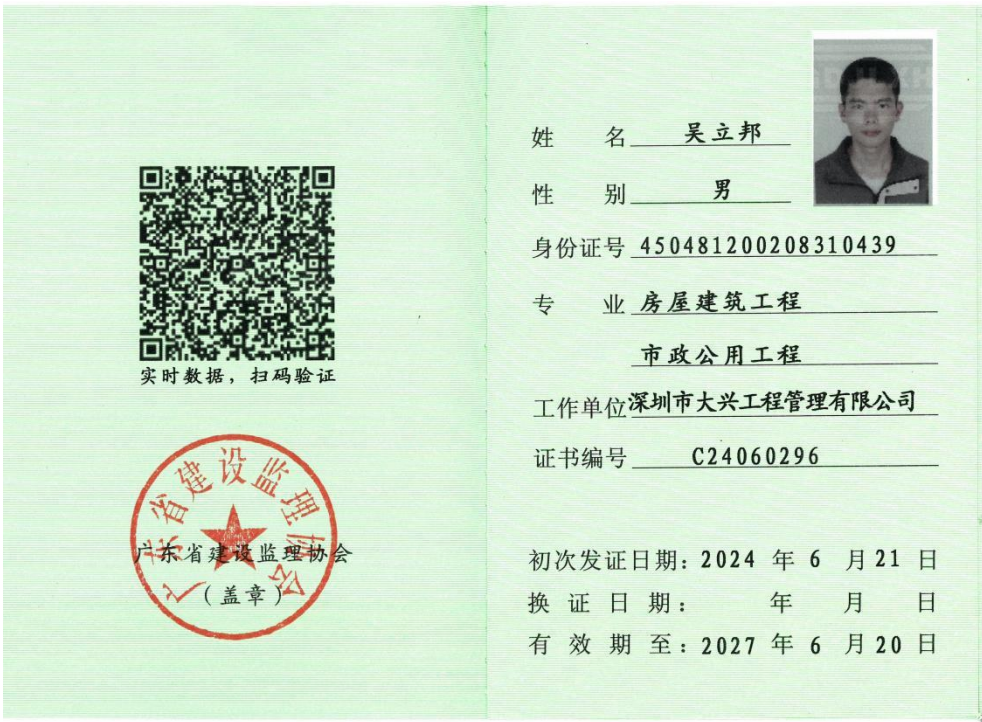 实时数据，扫码验证
广东省建设监理协会
广东省建设监理协会
（盖章）
姓 名 吴立邦
性 别 男
身份证号 450481200208310439
专 业 房屋建筑工程
市政公用工程
工作单位 深圳市大兴工程管理有限公司
证书编号 C24060296
初次发证日期：2024 年 6 月 21 日
换证日期： 年 月 日
有效期至：2027 年 6 月 20 日